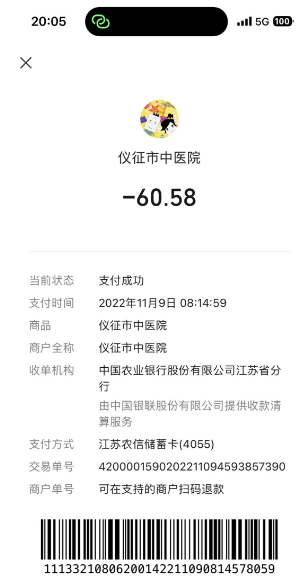 20:05
5G 100
仪征市中医院
-60.58
当前状态 支付成功
支付时间 2022年11月9日 08:14:59
商品 仪征市中医院
商户全称 仪征市中医院
收单机构 中国农业银行股份有限公司江苏省分
行
由中国银联股份有限公司提供收款清
算服务
支付方式 江苏农信储蓄卡(4055)
交易单号 4200001590202211094593857390
商户单号 可在支持的商户扫码退款
11133210806200142211090814578059